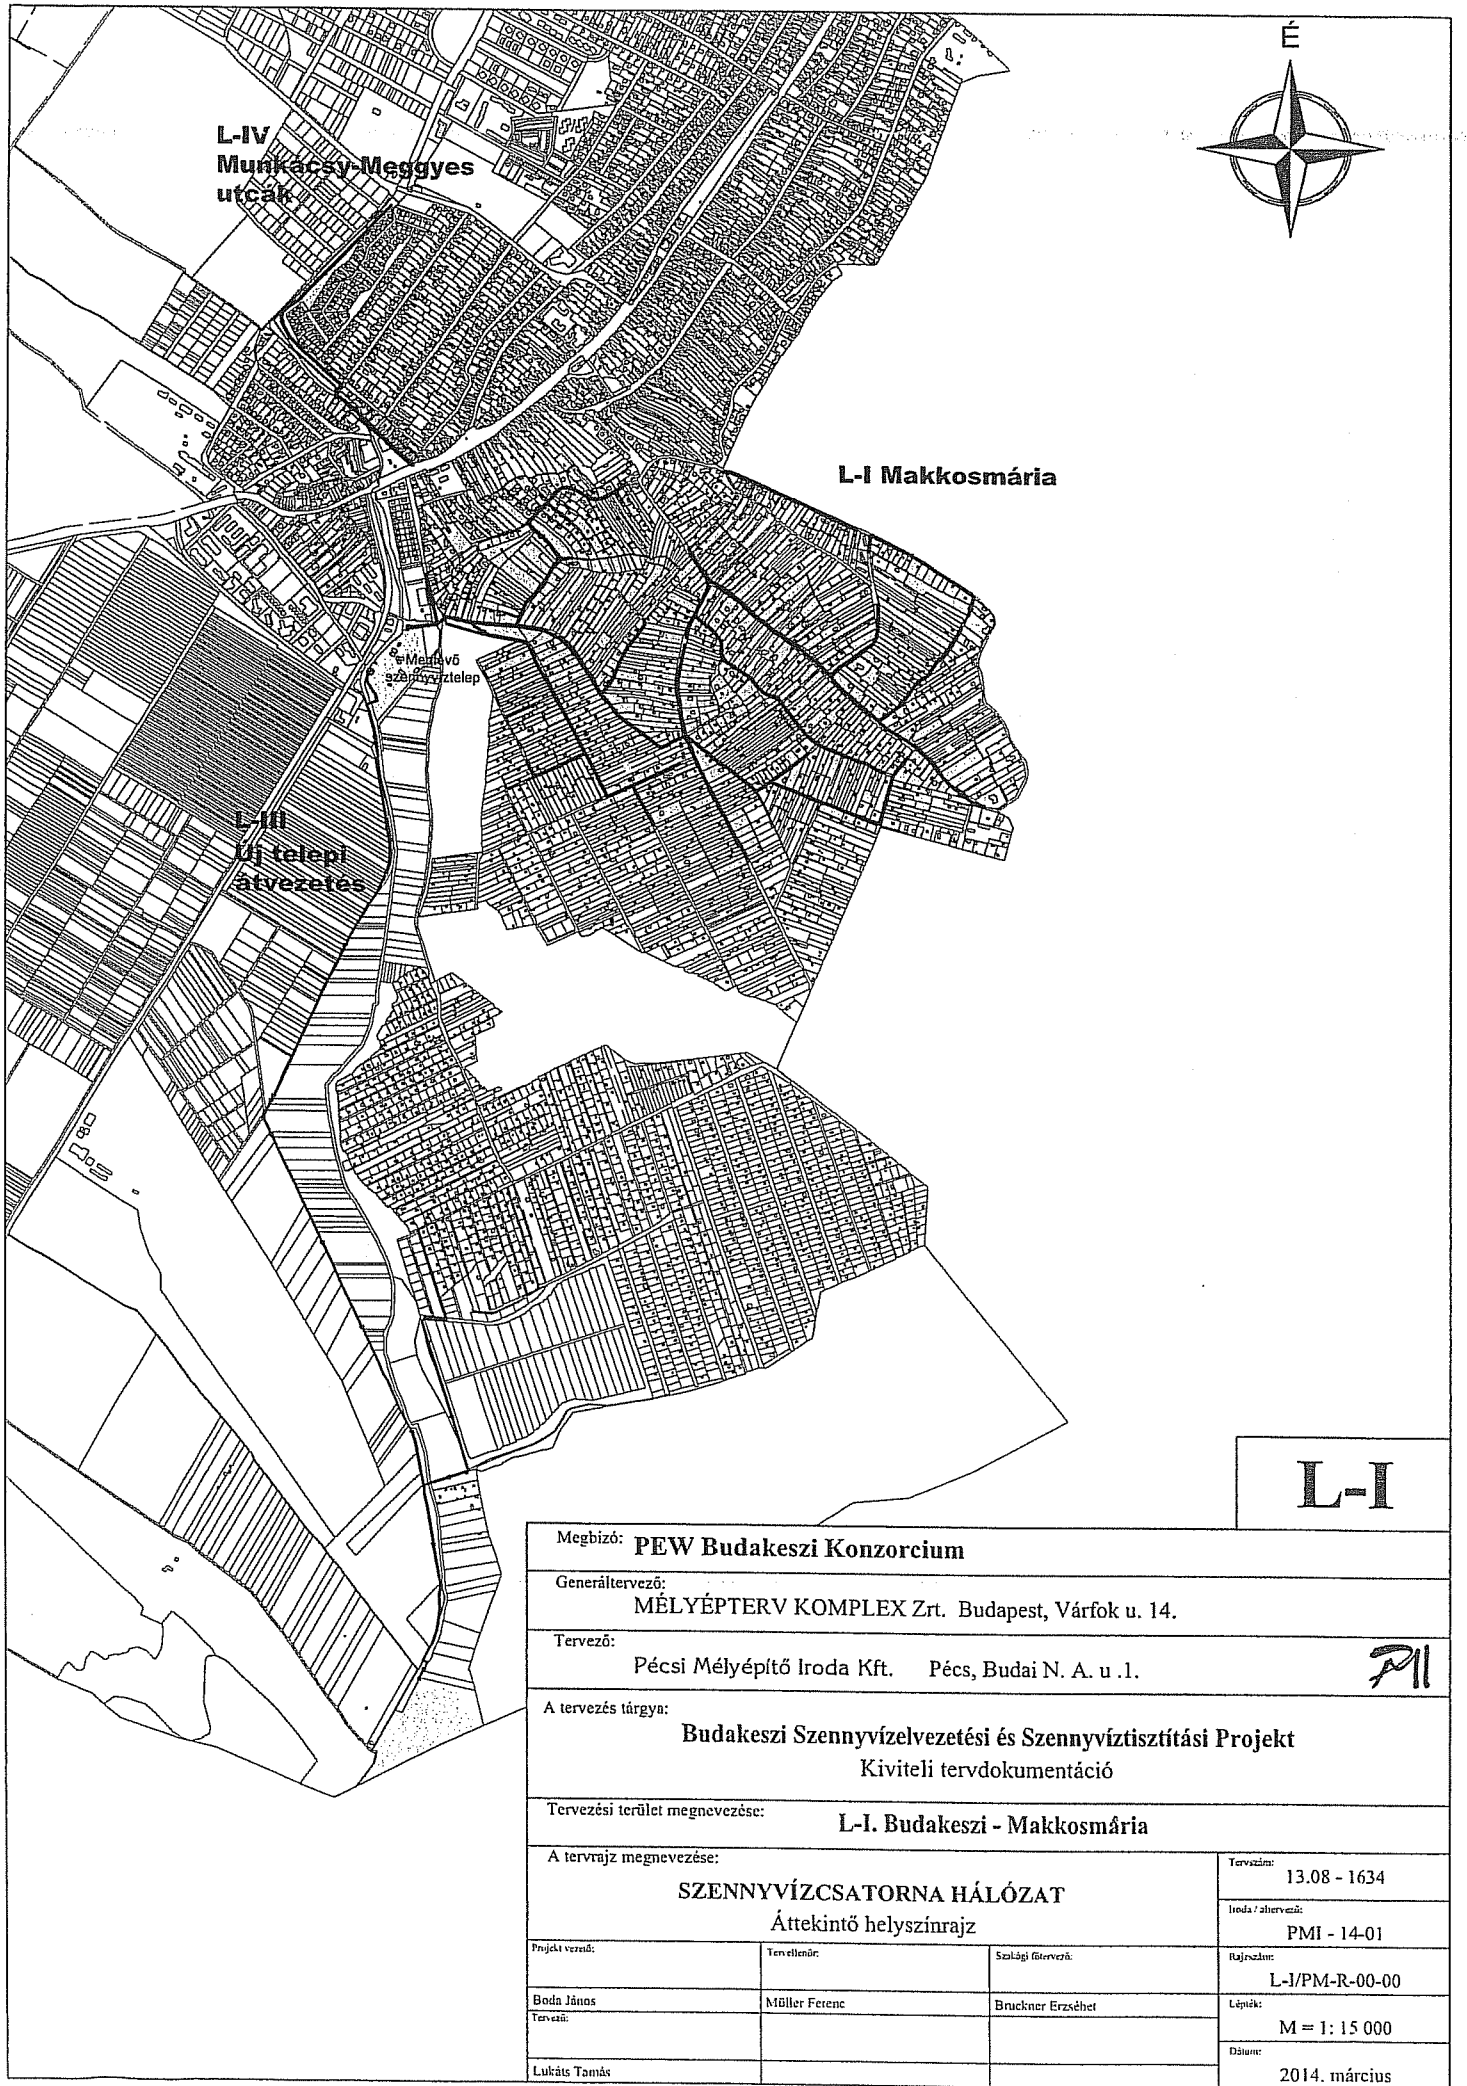 É
L-IV
Munkácsy-Meggyes
utcák
L-I Makkosmária
Meglévő
szennyvíztelep
L-III
Új telepi
átvezetés
L-I
Megbízó: PEW Budakeszi Konzorcium
Generáltervező:
MÉLYÉPTERV KOMPLEX Zrt. Budapest, Várfok u. 14.
Tervező:
Pécsi Mélyépítő Iroda Kft. Pécs, Budai N. A. u .1.
PMI
A tervezés tárgya:
Budakeszi Szennyvízelvezetési és Szennyvíztisztítási Projekt
Kiviteli tervdokumentáció
Tervezési terület megnevezése: L-I. Budakeszi - Makkosmária
A tervrajz megnevezése:
SZENNYVÍZCSATORNA HÁLÓZAT
Áttekintő helyszínrajz
Tervszám:
13.08 - 1634
Iroda / altervező:
PMI - 14-01
Projekt vezető: Tervellenőr: Szakági főtervező:
Rajzszám:
L-I/PM-R-00-00
Boda János Müller Ferenc Bruckner Erzsébet
Lépték:
M = 1: 15 000
Tervező:
Dátum:
2014. március
Lukáts Tamás